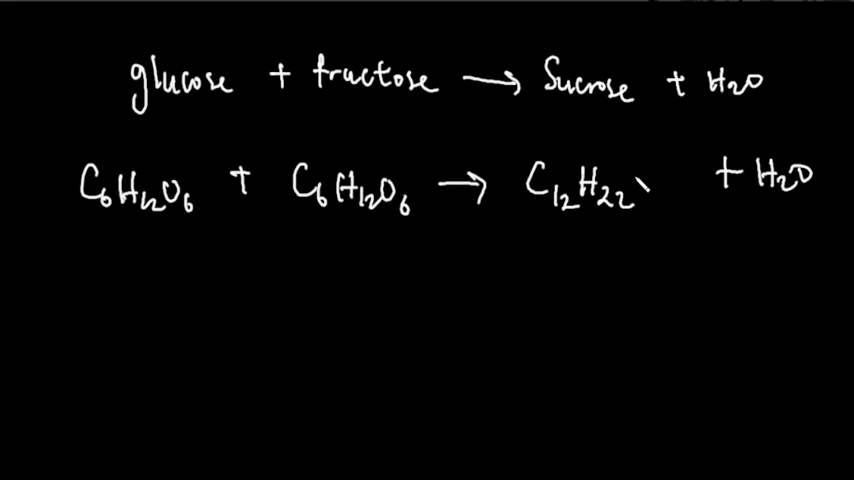 glucose + fructose → Sucrose + H₂O
C₆H₁₂O₆ + C₆H₁₂O₆ → C₁₂H₂₂ + H₂O